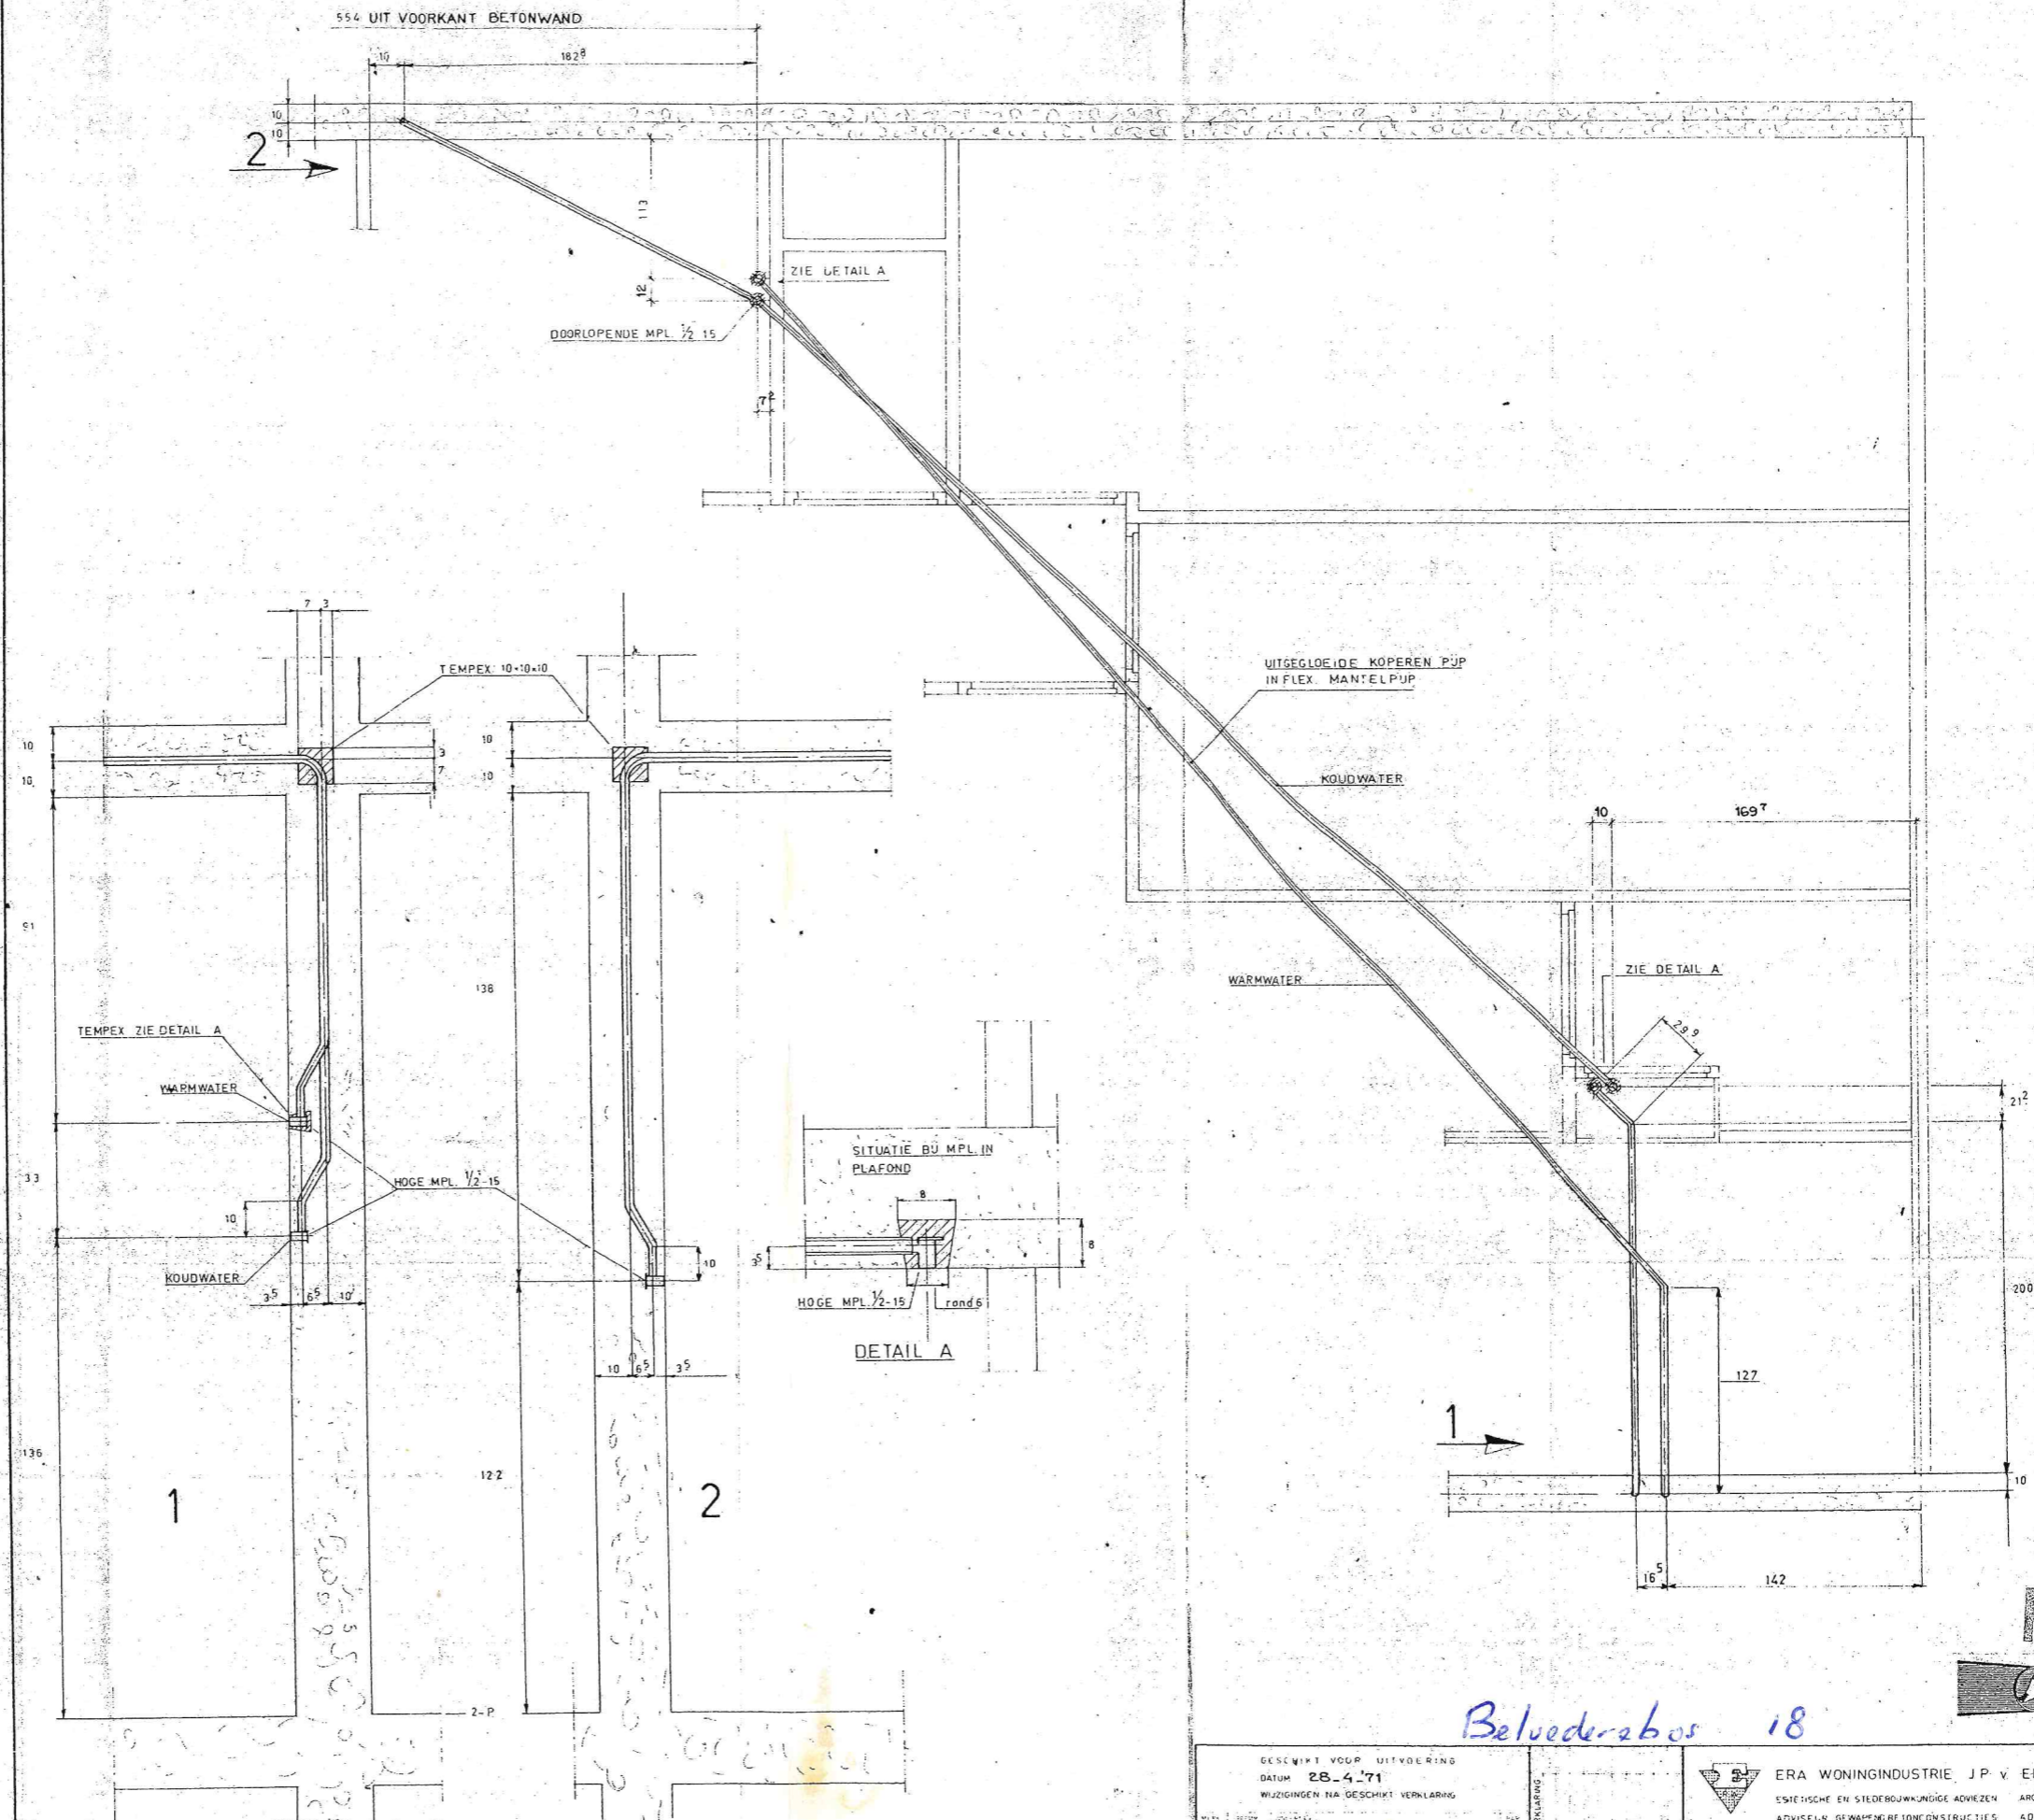 554 UIT VOORKANT BETONWAND
10
182⁸
10
10
2
113
12
ZIE DETAIL A
DOORLOPENDE MPL. ½ 15
7²
7 3
TEMPEX 10×10×10
10
10
3
7
10
10
UITGEGLOEIDE KOPEREN PIJP
IN FLEX. MANTELPIJP
KOUDWATER
10
169⁷
91
138
WARMWATER
ZIE DETAIL A
29⁹
TEMPEX ZIE DETAIL A
WARMWATER
21²
33
HOGE MPL. ½-15
10
KOUDWATER
3⁵ 6⁵ 10
10
SITUATIE BIJ MPL. IN
PLAFOND
8
8
3⁵
HOGE MPL. ½-15
rond 6
DETAIL A
10 6⁵ 3⁵
200
127
1
10
136
1
122
2
16⁵
142
2-P
Belvederebos 18
GESCHIKT VOOR UITVOERING
DATUM 28-4-'71
WIJZIGINGEN NA GESCHIKT VERKLARING
ERA WONINGINDUSTRIE J.P. v.
ESTETISCHE EN STEDEBOUWKUNDIGE ADVIEZEN
ADVISEUR GEWAPEND BETONCONSTRUCTIES